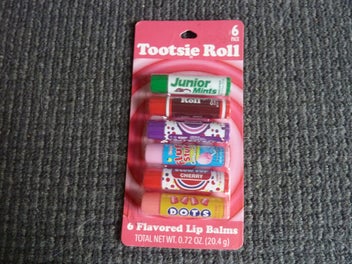 6
PACK
Tootsie Roll
Junior
Mints
Roll
CHERRY
DOTS
6 Flavored Lip Balms
TOTAL NET WT. 0.72 OZ. (20.4 g)